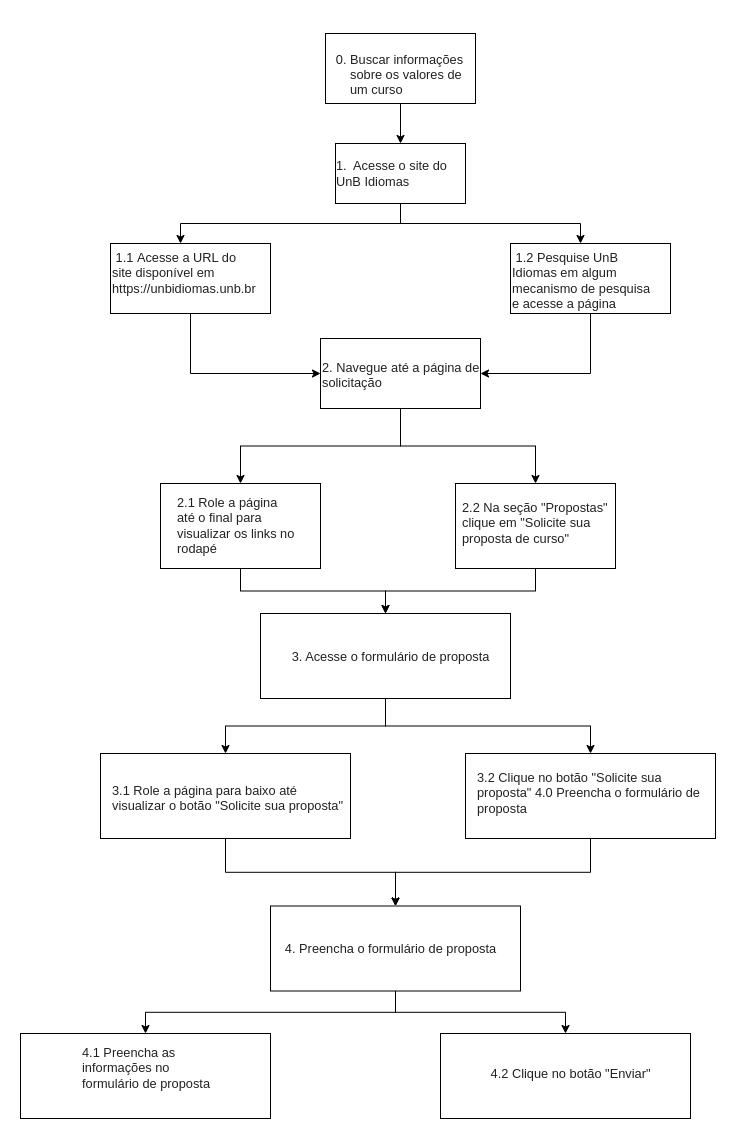 0. Buscar informações
sobre os valores de
um curso
1.  Acesse o site do
UnB Idiomas
1.1 Acesse a URL do
site disponível em
https://unbidiomas.unb.br
1.2 Pesquise UnB
Idiomas em algum
mecanismo de pesquisa
e acesse a página
2. Navegue até a página de
solicitação
2.1 Role a página
até o final para
visualizar os links no
rodapé
2.2 Na seção "Propostas"
clique em "Solicite sua
proposta de curso"
3. Acesse o formulário de proposta
3.1 Role a página para baixo até
visualizar o botão "Solicite sua proposta"
3.2 Clique no botão "Solicite sua
proposta" 4.0 Preencha o formulário de
proposta
4. Preencha o formulário de proposta
4.1 Preencha as
informações no
formulário de proposta
4.2 Clique no botão "Enviar"